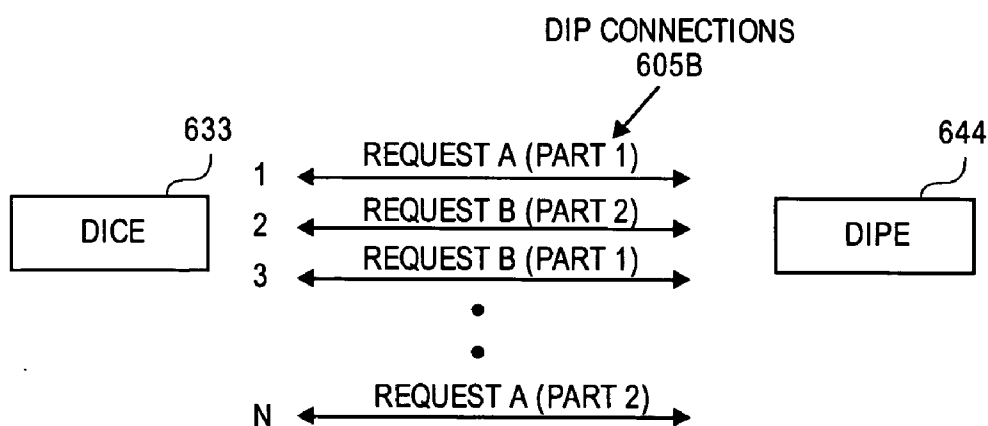 DIP CONNECTIONS
605B
633
644
DICE
DIPE
1 REQUEST A (PART 1)
2 REQUEST B (PART 2)
3 REQUEST B (PART 1)
N REQUEST A (PART 2)